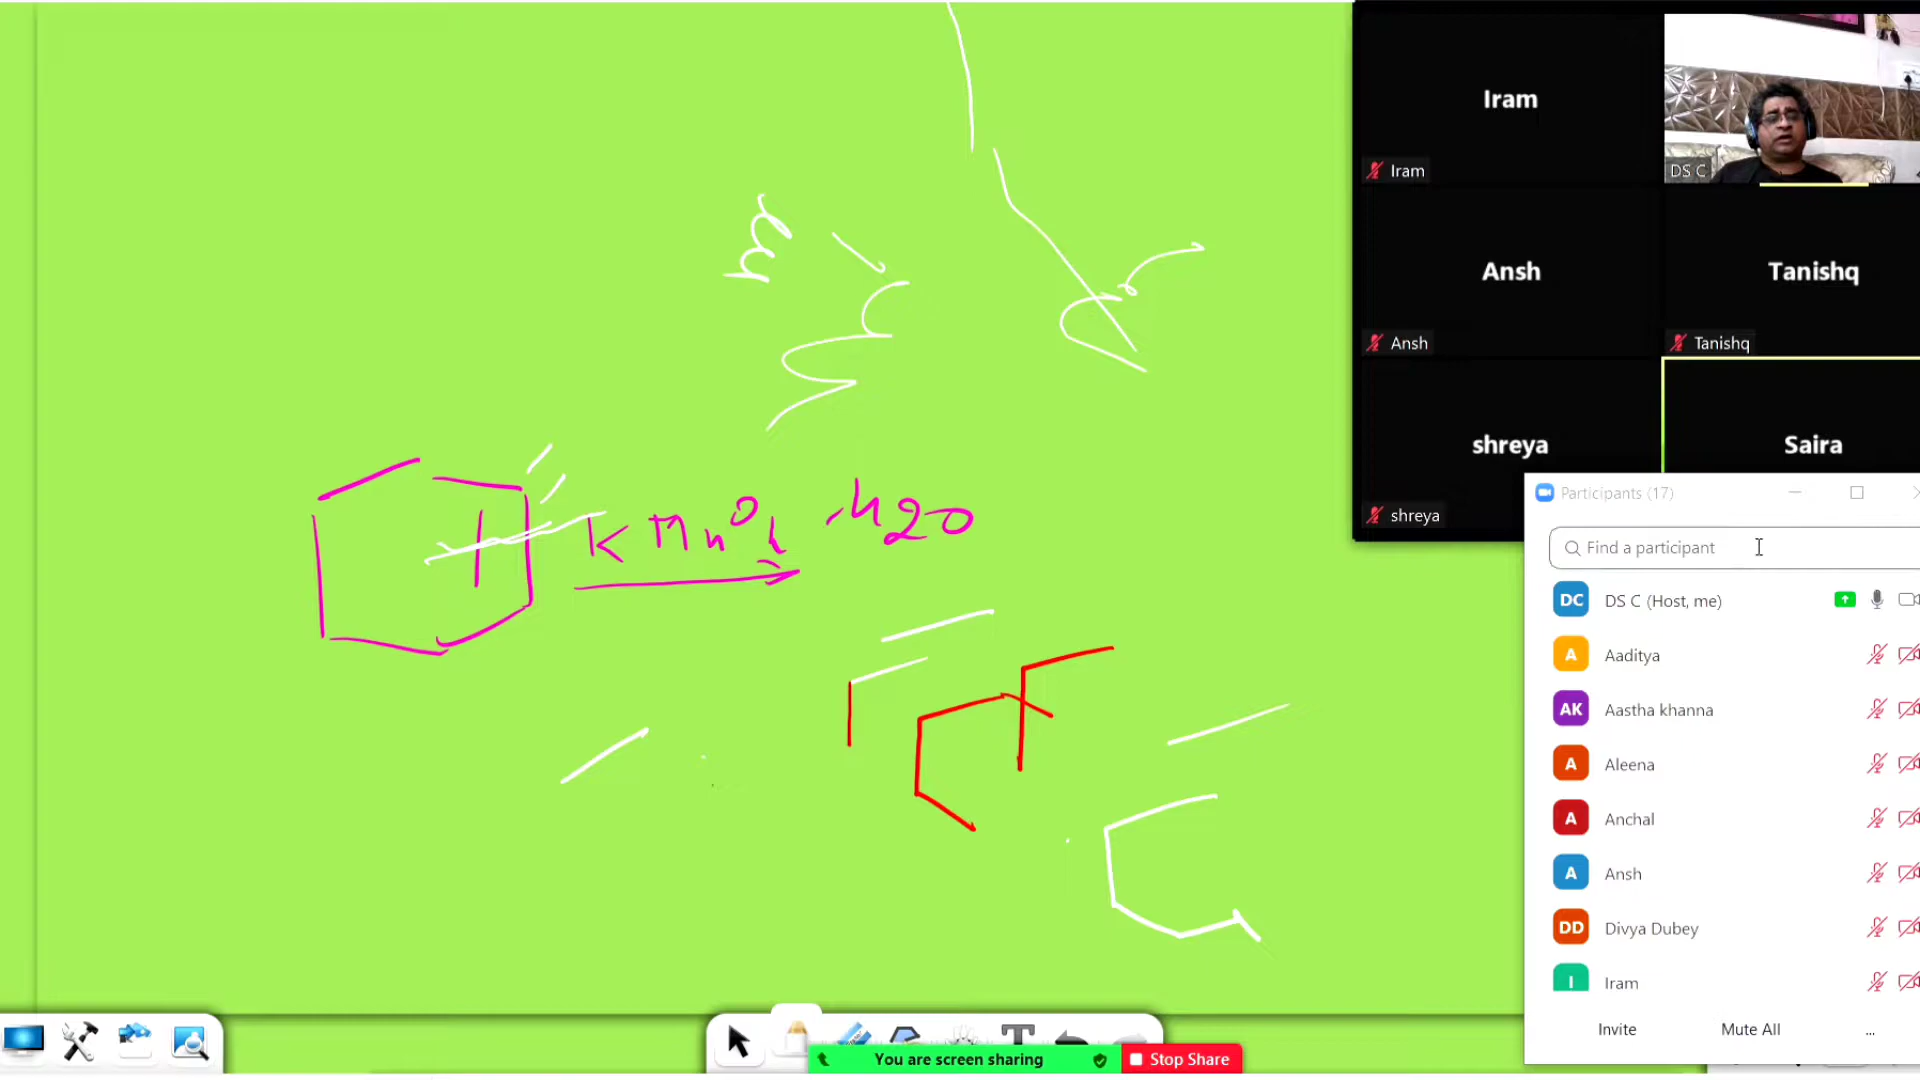 Iram
Iram
DS C
Ansh
Tanishq
Ansh
Tanishq
shreya
Saira
shreya
KMnO4 H2O
Participants (17)
Find a participant
DC DS C (Host, me)
A Aaditya
AK Aastha khanna
A Aleena
A Anchal
A Ansh
DD Divya Dubey
I Iram
Invite Mute All ...
T
You are screen sharing Stop Share